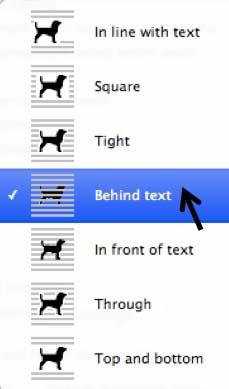 In line with text
Square
Tight
Behind text
In front of text
Through
Top and bottom